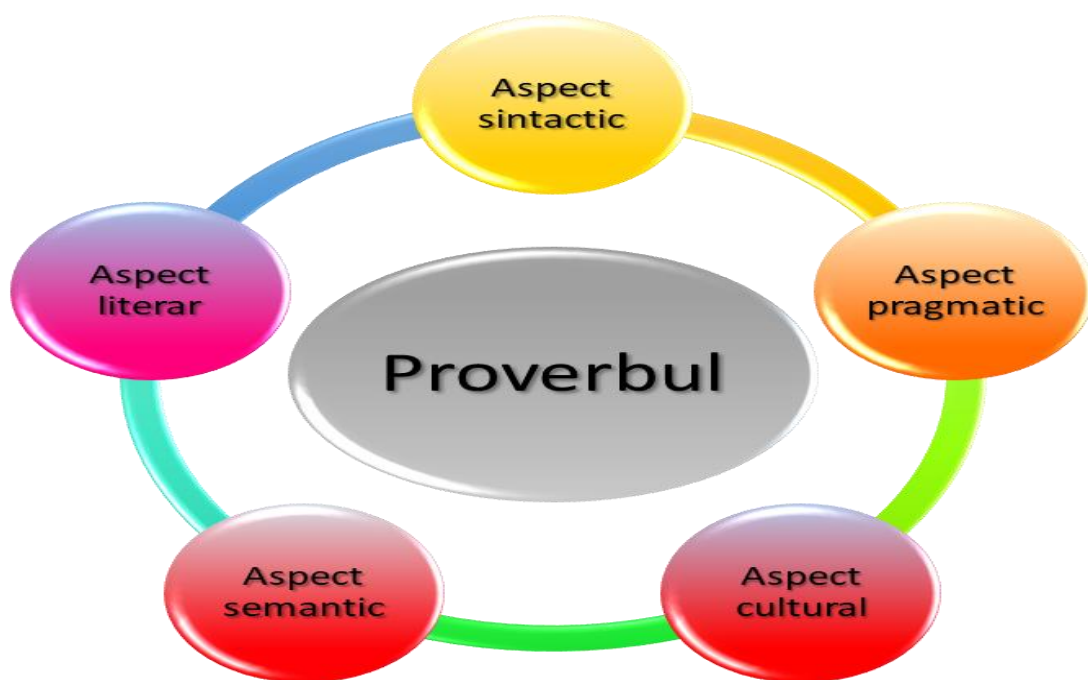 Aspect
sintactic
Aspect
literar
Aspect
pragmatic
Proverbul
Aspect
semantic
Aspect
cultural